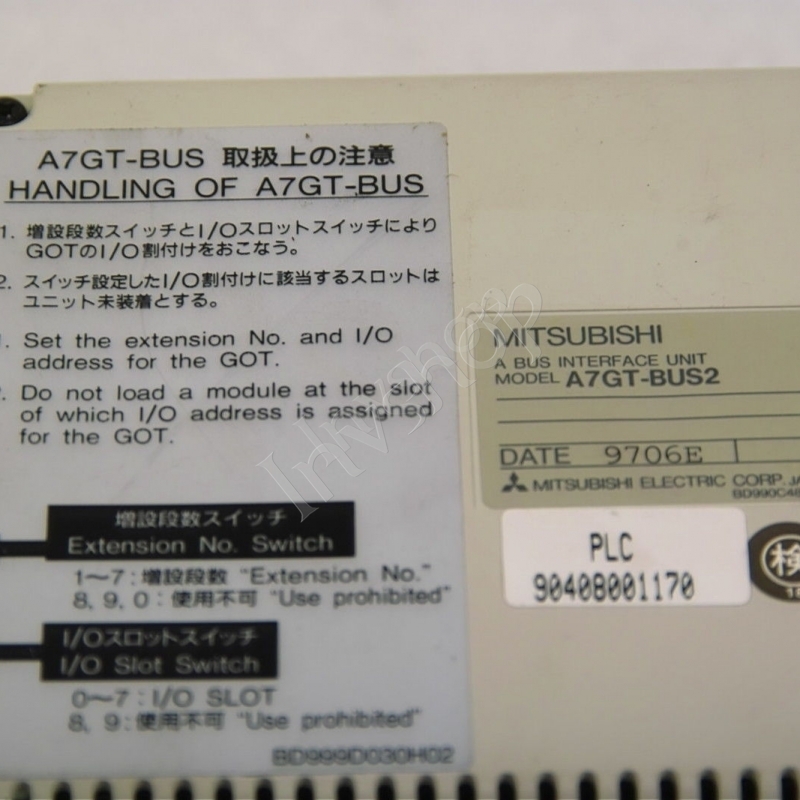 A7GT-BUS 取扱上の注意
HANDLING OF A7GT-BUS
1. 増設段数スイッチとI/Oスロットスイッチにより
GOTのI/O割付けをおこなう。
2. スイッチ設定したI/O割付けに該当するスロットは
ユニット未装着とする。
1. Set the extension No. and I/O
address for the GOT.
2. Do not load a module at the slot
of which I/O address is assigned
for the GOT.
増設段数スイッチ
Extension No. Switch
1～7:増設段数 "Extension No."
8, 9, 0:使用不可 "Use prohibited"
I/Oスロットスイッチ
I/O Slot Switch
0～7:I/O SLOT
8, 9:使用不可 "Use prohibited"
BD999D030H02
MITSUBISHI
A BUS INTERFACE UNIT
MODEL A7GT-BUS2
DATE 9706E
MITSUBISHI ELECTRIC CORP.
PLC
90408001170
検